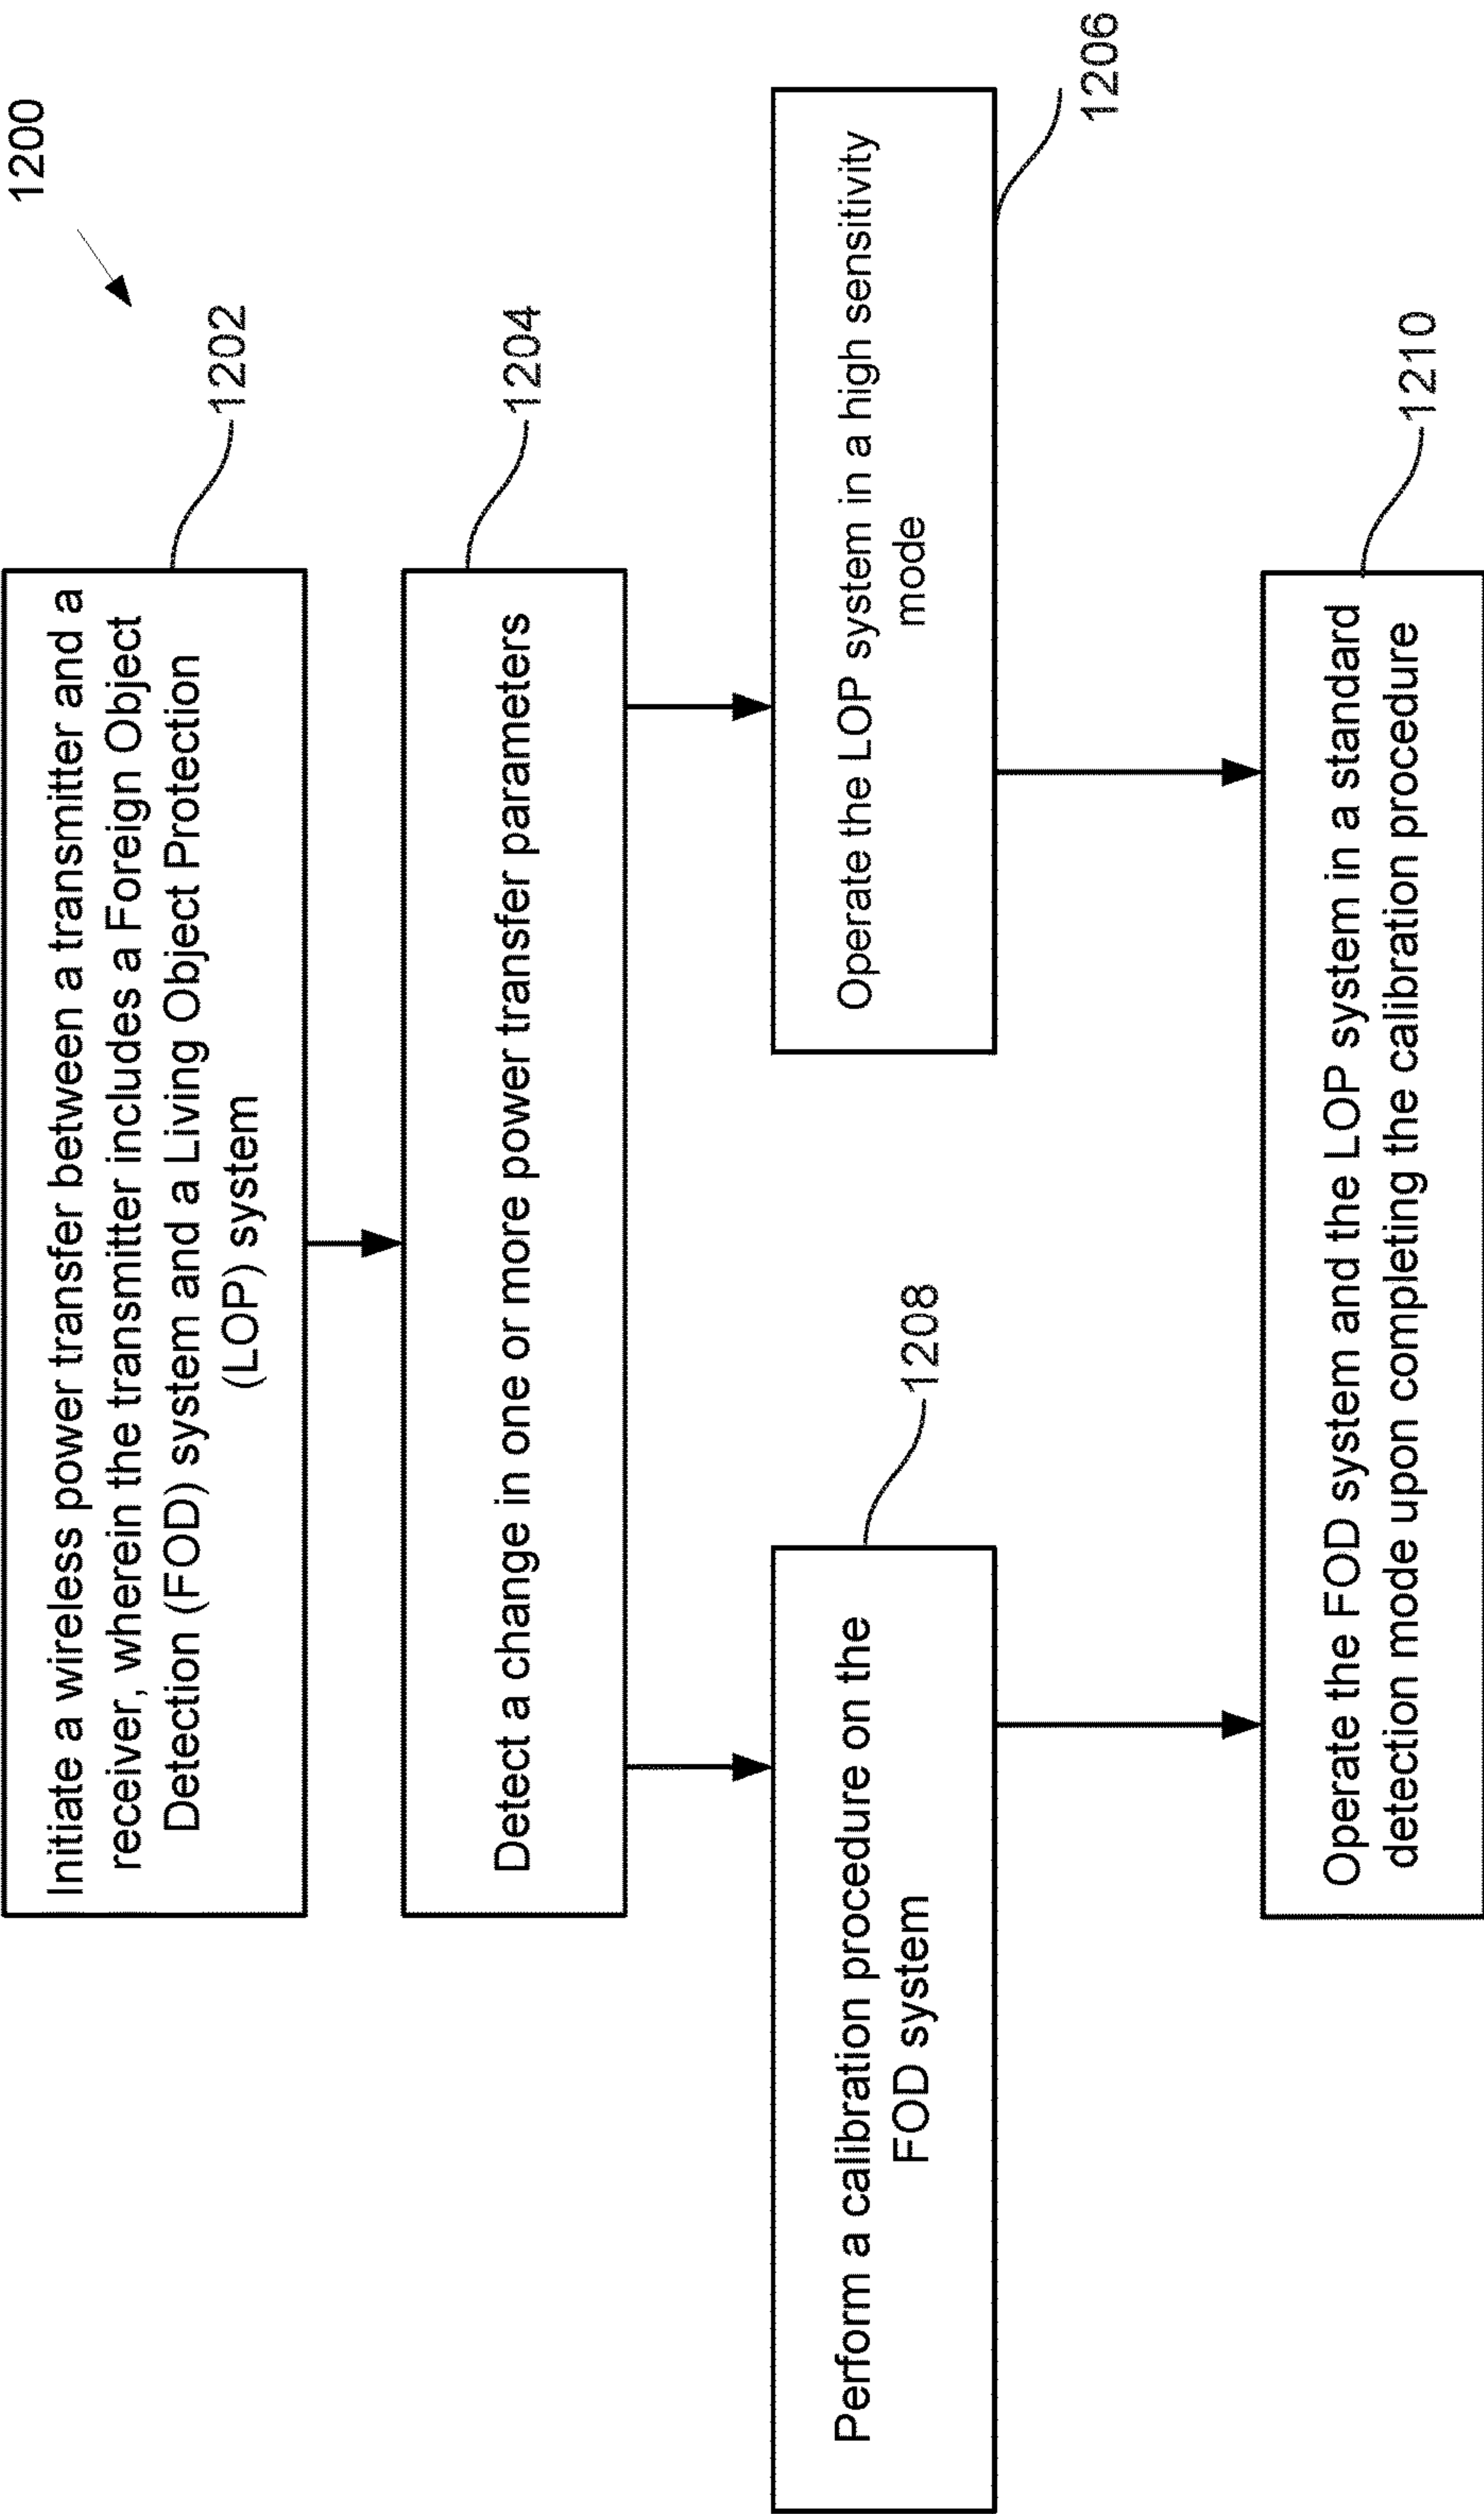 1200
Initiate a wireless power transfer between a transmitter and a
receiver, wherein the transmitter includes a Foreign Object
Detection (FOD) system and a Living Object Protection
(LOP) system
1202
Detect a change in one or more power transfer parameters
1204
Perform a calibration procedure on the
FOD system
1208
Operate the LOP system in a high sensitivity
mode
1206
Operate the FOD system and the LOP system in a standard
detection mode upon completing the calibration procedure
1210